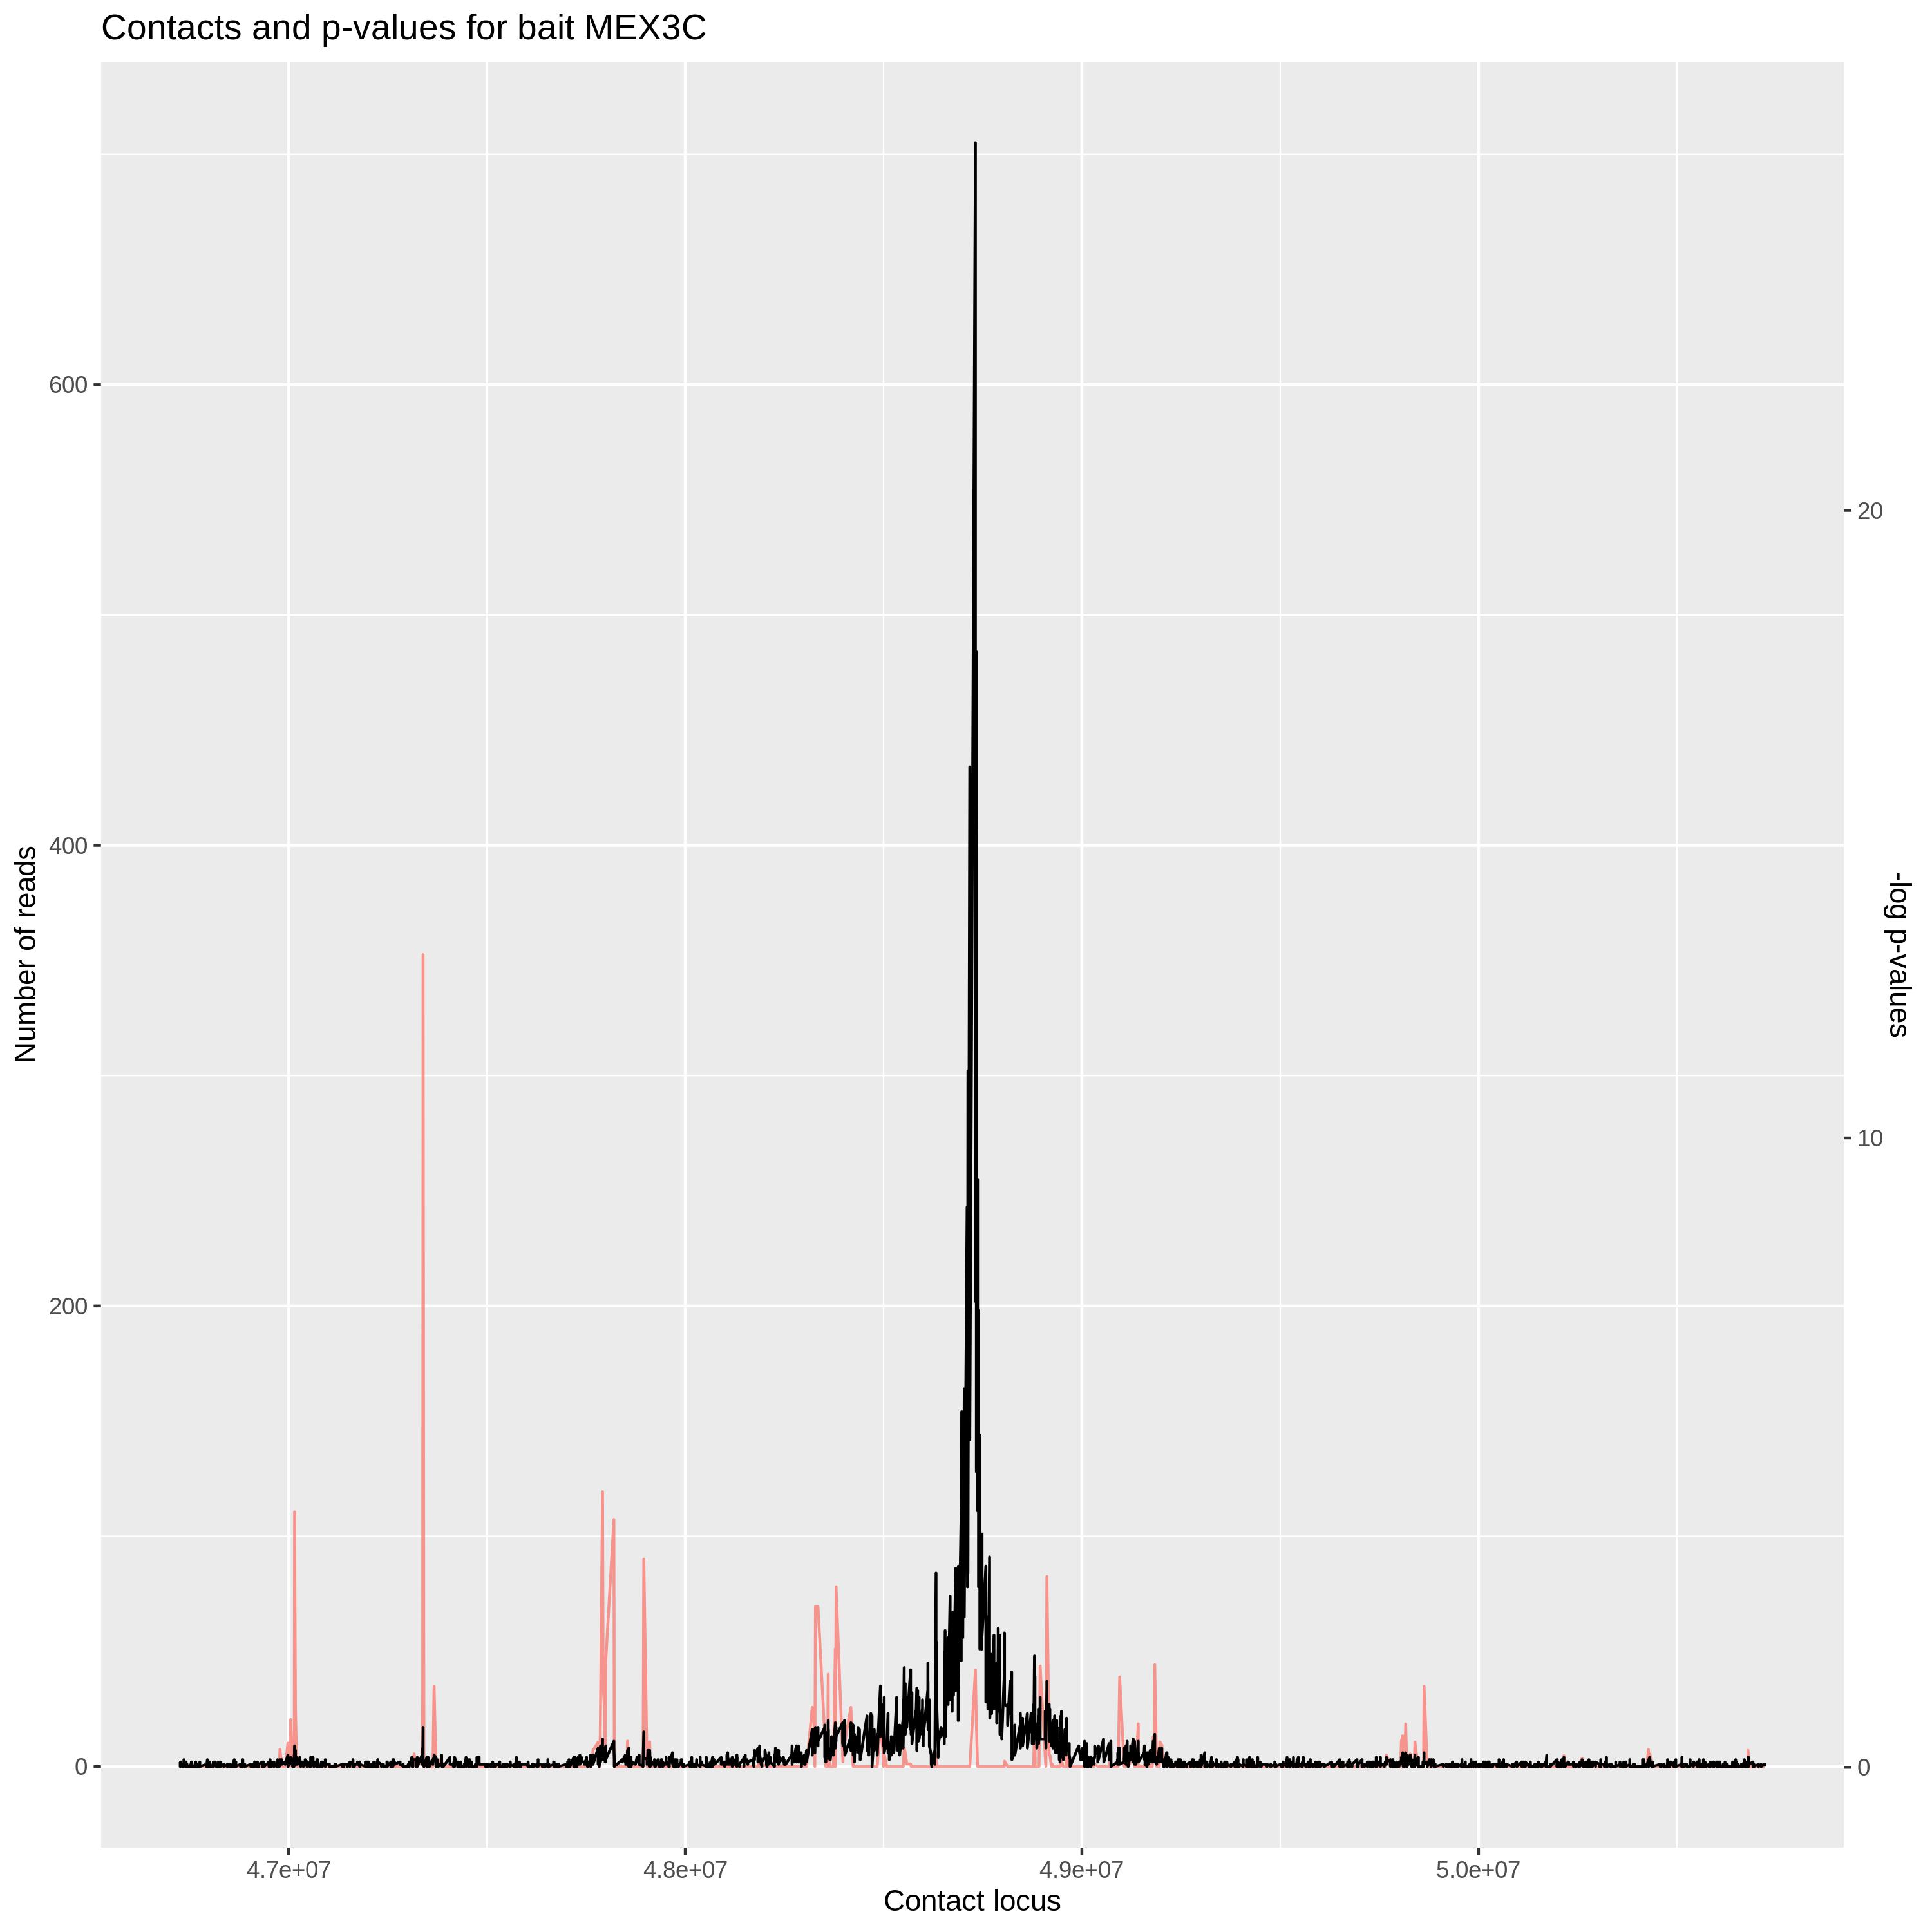 Contacts and p-values for bait MEX3C
600
400
200
0
Number of reads
20
10
0
-log p-values
4.7e+07
4.8e+07
4.9e+07
5.0e+07
Contact locus